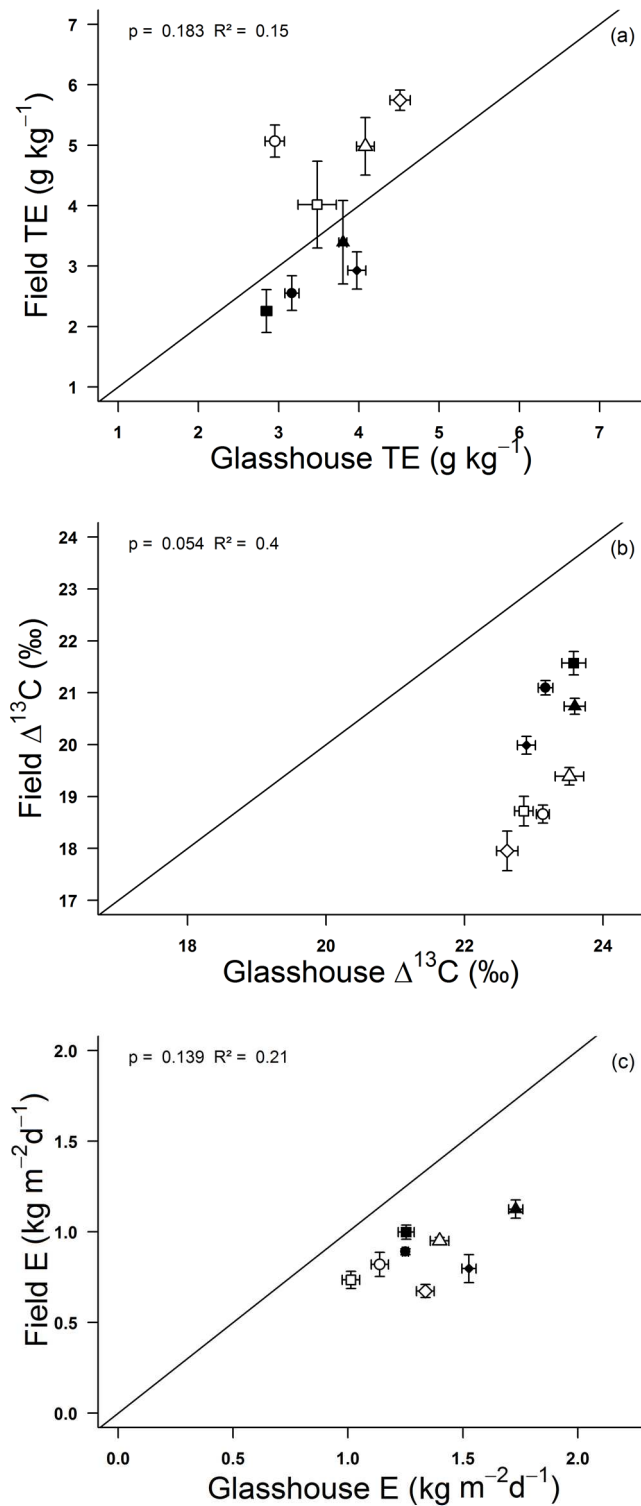 p = 0.183 R² = 0.15
(a)
7
6
5
4
3
2
1
Field TE (g kg⁻¹)
1 2 3 4 5 6 7
Glasshouse TE (g kg⁻¹)
p = 0.054 R² = 0.4
(b)
24
23
22
21
20
19
18
17
Field Δ¹³C (‰)
18 20 22 24
Glasshouse Δ¹³C (‰)
p = 0.139 R² = 0.21
(c)
2.0
1.5
1.0
0.5
0.0
Field E (kg m⁻²d⁻¹)
0.0 0.5 1.0 1.5 2.0
Glasshouse E (kg m⁻²d⁻¹)